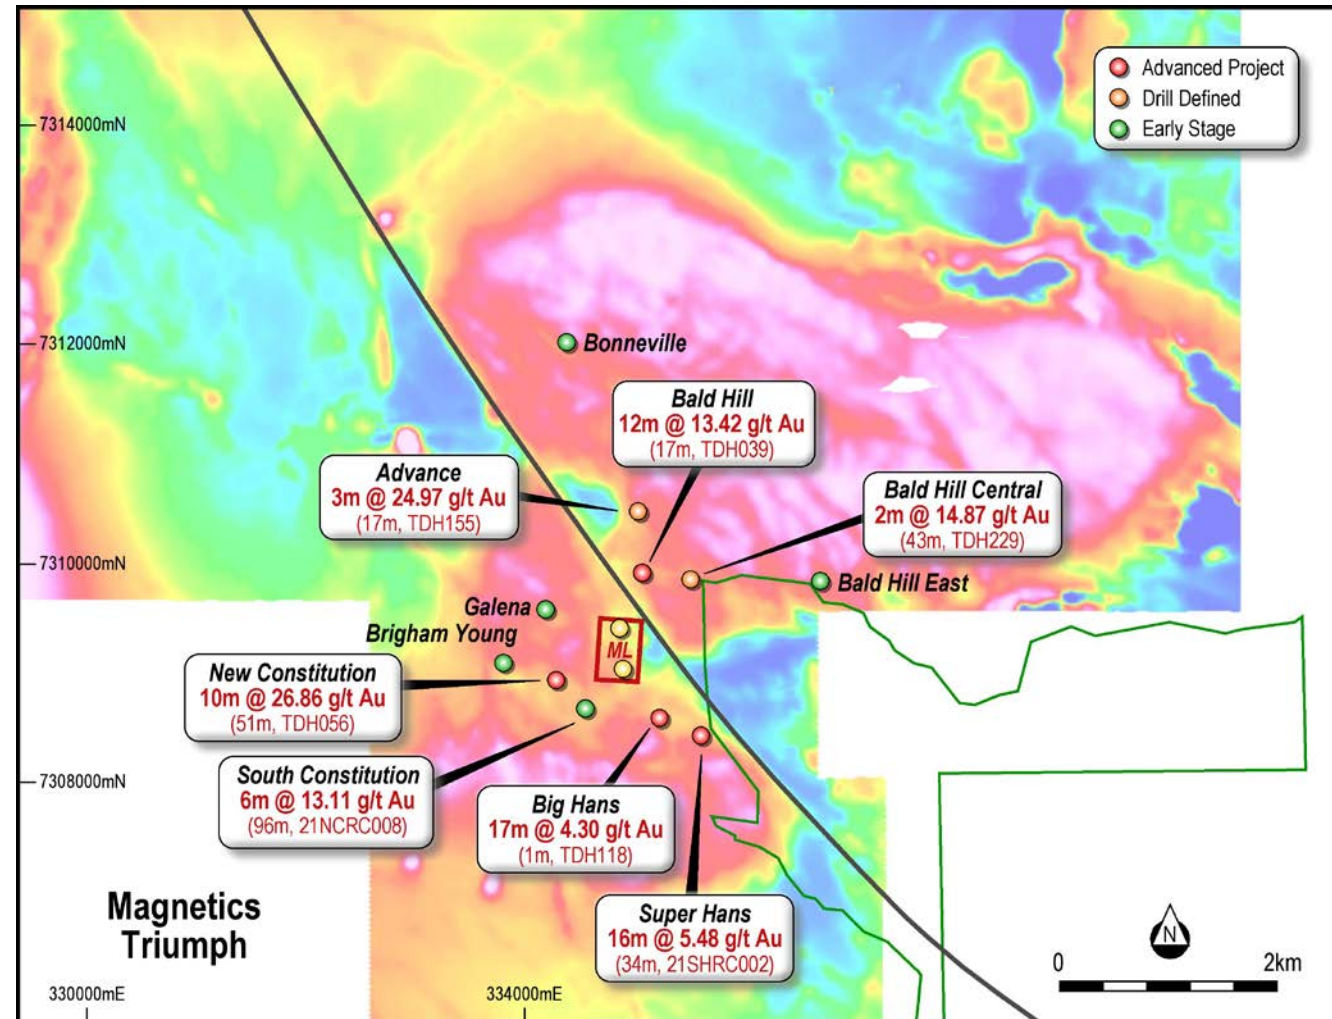 Advanced Project
Drill Defined
Early Stage
7314000mN
7312000mN
Bonneville
Bald Hill
12m @ 13.42 g/t Au
(17m, TDH039)
Advance
3m @ 24.97 g/t Au
(17m, TDH155)
Bald Hill Central
2m @ 14.87 g/t Au
(43m, TDH229)
7310000mN
Bald Hill East
Galena
Brigham Young
ML
New Constitution
10m @ 26.86 g/t Au
(51m, TDH056)
South Constitution
6m @ 13.11 g/t Au
(96m, 21NCRC008)
7308000mN
Big Hans
17m @ 4.30 g/t Au
(1m, TDH118)
Super Hans
16m @ 5.48 g/t Au
(34m, 21SHRC002)
Magnetics
Triumph
N
0 2km
330000mE
334000mE